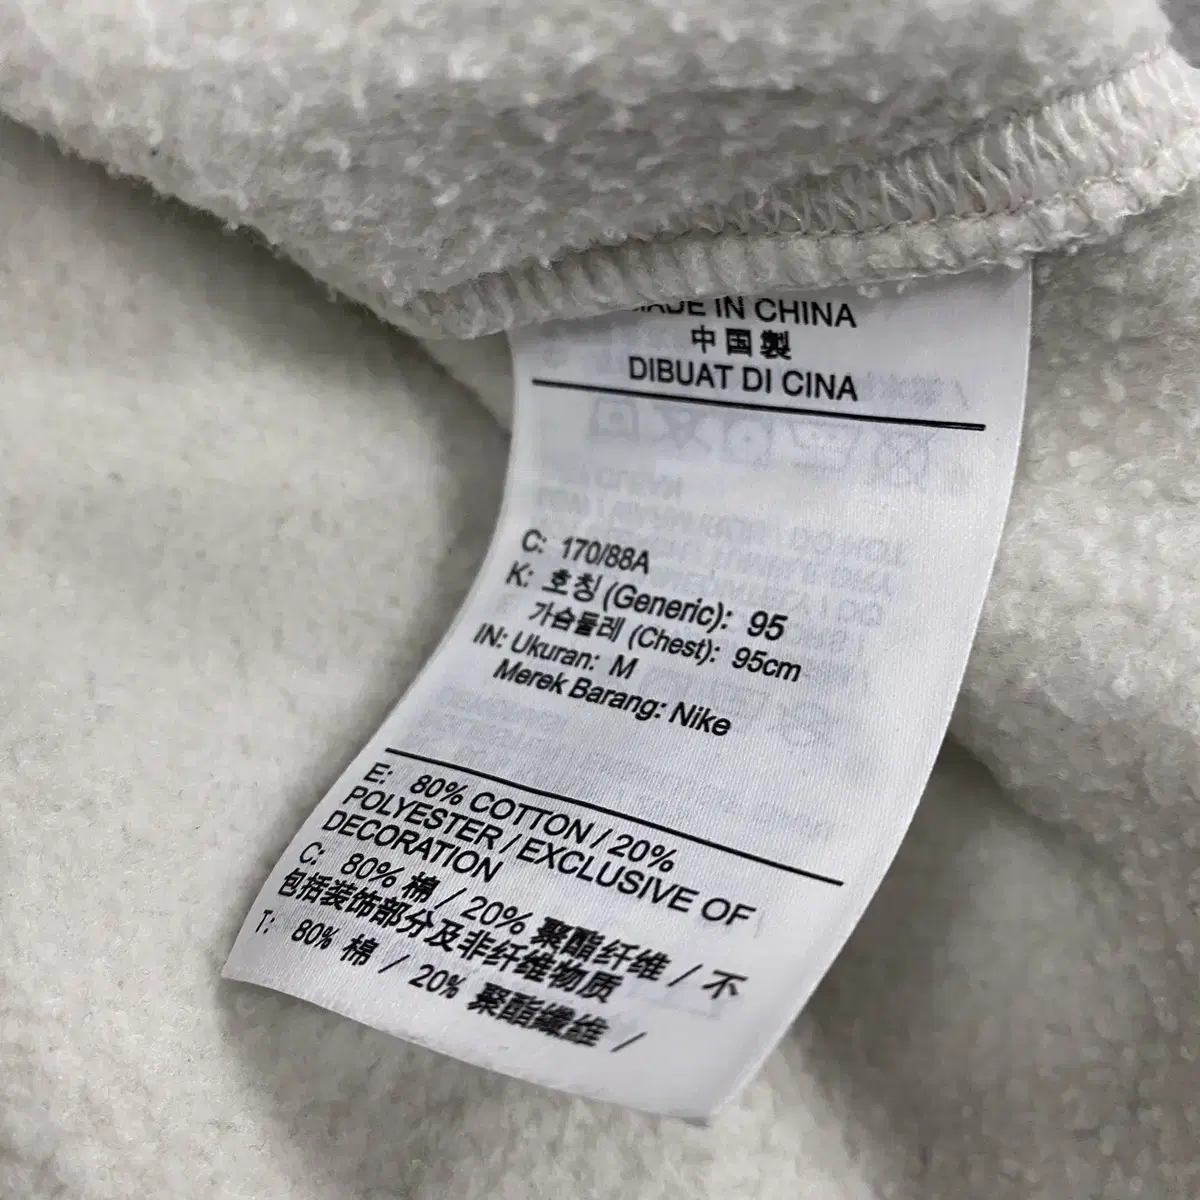 MADE IN CHINA
中国製
DIBUAT DI CINA
C: 170/88A
K: 호칭 (Generic): 95
가슴둘레 (Chest): 95cm
IN: Ukuran: M
Merek Barang: Nike
E: 80% COTTON / 20%
POLYESTER / EXCLUSIVE OF
DECORATION
C: 80% 棉 / 20% 聚酯纤维 / 不
包括装饰部分及非纤维物质
T: 80% 棉 / 20% 聚酯纖維 /